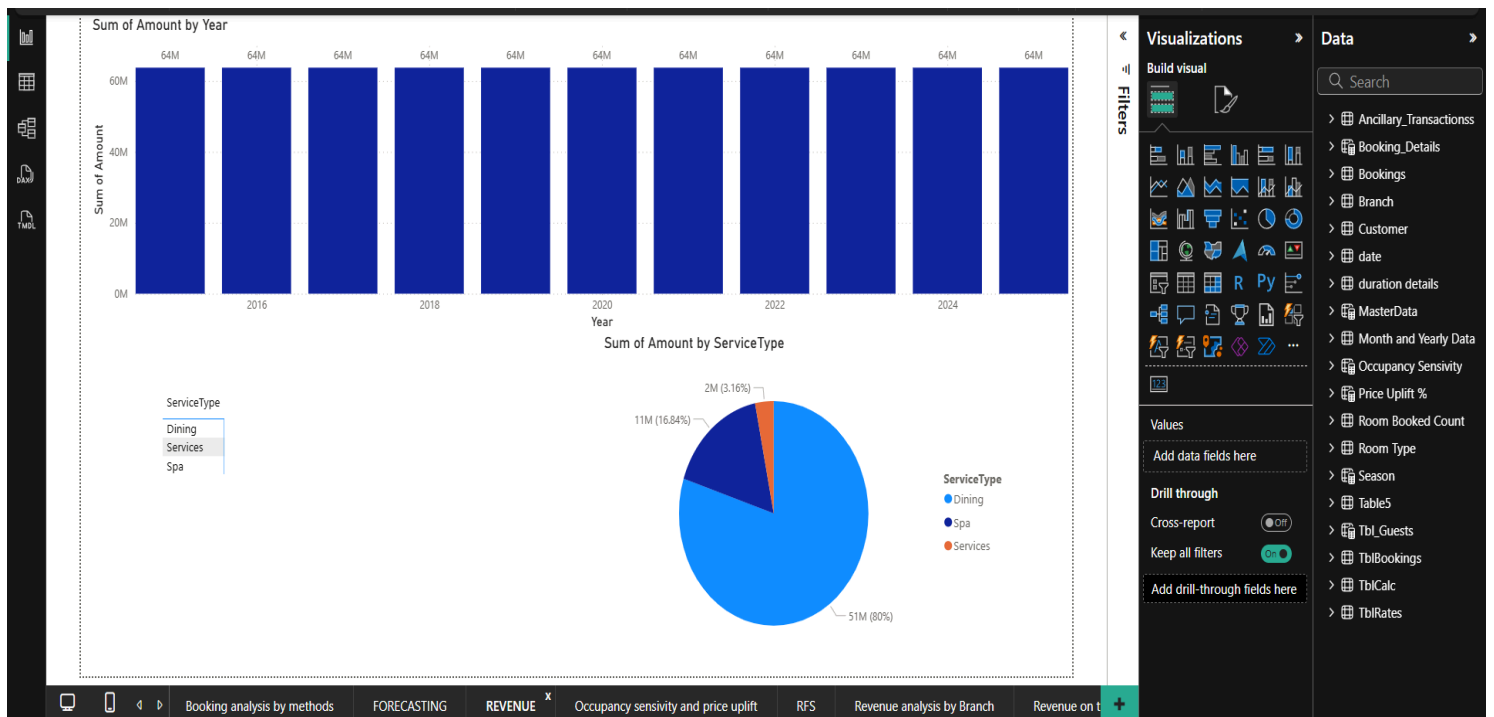 Sum of Amount by Year
64M 64M 64M 64M 64M 64M 64M 64M 64M 64M 64M
60M
40M
20M
0M
Sum of Amount
2016 2018 2020 2022 2024
Year
Sum of Amount by ServiceType
ServiceType
Dining
Services
Spa
2M (3.16%)
11M (16.84%)
51M (80%)
ServiceType
Dining
Spa
Services
Filters
Visualizations
Build visual
R Py
123
Values
Add data fields here
Drill through
Cross-report Off
Keep all filters On
Add drill-through fields here
Data
Search
Ancillary_Transactionss
Booking_Details
Bookings
Branch
Customer
date
duration details
MasterData
Month and Yearly Data
Occupancy Sensivity
Price Uplift %
Room Booked Count
Room Type
Season
Table5
Tbl_Guests
TblBookings
TblCalc
TblRates
DAX
TMDL
Booking analysis by methods FORECASTING REVENUE X Occupancy sensivity and price uplift RFS Revenue analysis by Branch Revenue on t